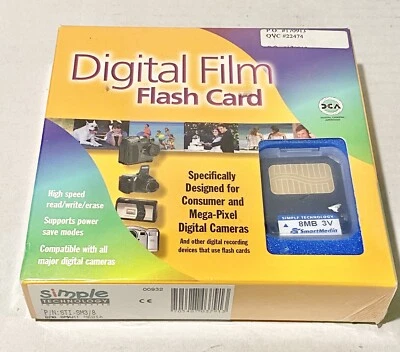 P.O. #170913
QVC #22474
Digital Film
Flash Card
DCA
High speed
read/write/erase
Supports power
save modes
Compatible with all
major digital cameras
Specifically
Designed for
Consumer and
Mega-Pixel
Digital Cameras
And other digital recording
devices that use flash cards
SIMPLE TECHNOLOGY
8MB 3V
SmartMedia
simple
TECHNOLOGY
00932
CE
P/N:STI-SM3/8